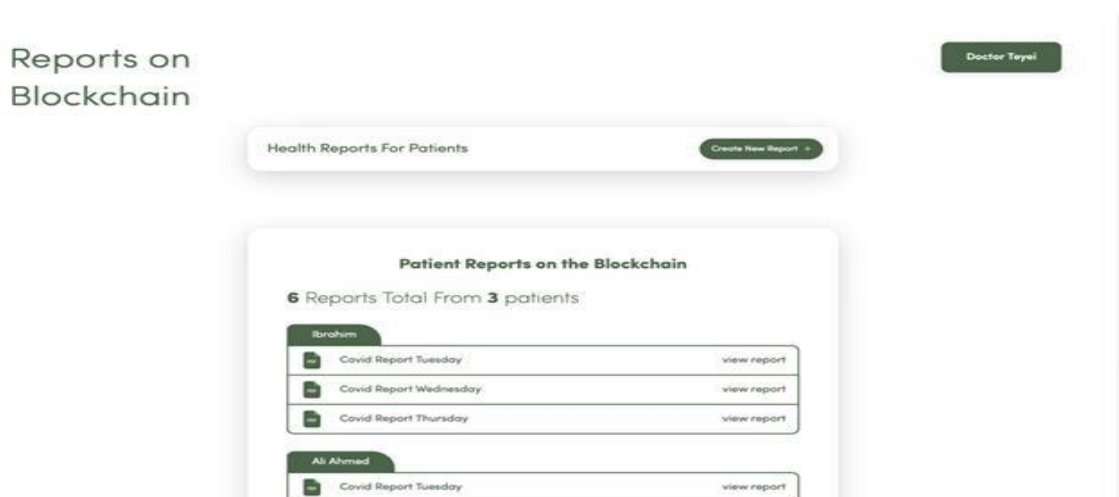 Reports on
Blockchain
Doctor Teyei
Health Reports For Patients
Create New Report +
Patient Reports on the Blockchain
6 Reports Total From 3 patients
Ibrahim
Covid Report Tuesday view report
Covid Report Wednesday view report
Covid Report Thursday view report
Ali Ahmed
Covid Report Tuesday view report